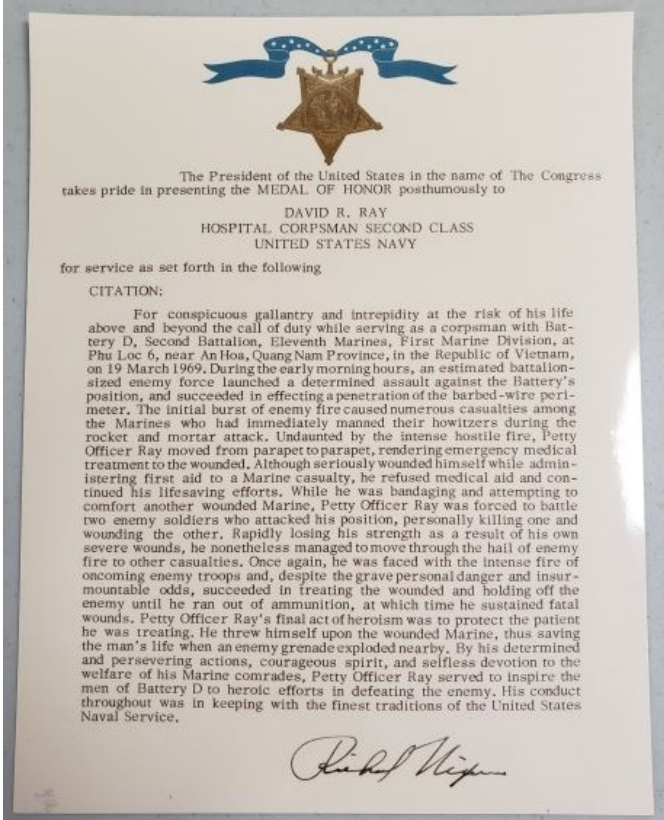 The President of the United States in the name of The Congress
takes pride in presenting the MEDAL OF HONOR posthumously to
DAVID R. RAY
HOSPITAL CORPSMAN SECOND CLASS
UNITED STATES NAVY
for service as set forth in the following
CITATION:
For conspicuous gallantry and intrepidity at the risk of his life
above and beyond the call of duty while serving as a corpsman with Bat-
tery D, Second Battalion, Eleventh Marines, First Marine Division, at
Phu Loc 6, near An Hoa, Quang Nam Province, in the Republic of Vietnam,
on 19 March 1969. During the early morning hours, an estimated battalion-
sized enemy force launched a determined assault against the Battery's
position, and succeeded in effecting a penetration of the barbed-wire peri-
meter. The initial burst of enemy fire caused numerous casualties among
the Marines who had immediately manned their howitzers during the
rocket and mortar attack. Undaunted by the intense hostile fire, Petty
Officer Ray moved from parapet to parapet, rendering emergency medical
treatment to the wounded. Although seriously wounded himself while admin-
istering first aid to a Marine casualty, he refused medical aid and con-
tinued his lifesaving efforts. While he was bandaging and attempting to
comfort another wounded Marine, Petty Officer Ray was forced to battle
two enemy soldiers who attacked his position, personally killing one and
wounding the other. Rapidly losing his strength as a result of his own
severe wounds, he nonetheless managed to move through the hail of enemy
fire to other casualties. Once again, he was faced with the intense fire of
oncoming enemy troops and, despite the grave personal danger and insur-
mountable odds, succeeded in treating the wounded and holding off the
enemy until he ran out of ammunition, at which time he sustained fatal
wounds. Petty Officer Ray's final act of heroism was to protect the patient
he was treating. He threw himself upon the wounded Marine, thus saving
the man's life when an enemy grenade exploded nearby. By his determined
and persevering actions, courageous spirit, and selfless devotion to the
welfare of his Marine comrades, Petty Officer Ray served to inspire the
men of Battery D to heroic efforts in defeating the enemy. His conduct
throughout was in keeping with the finest traditions of the United States
Naval Service.
Richard Nixon